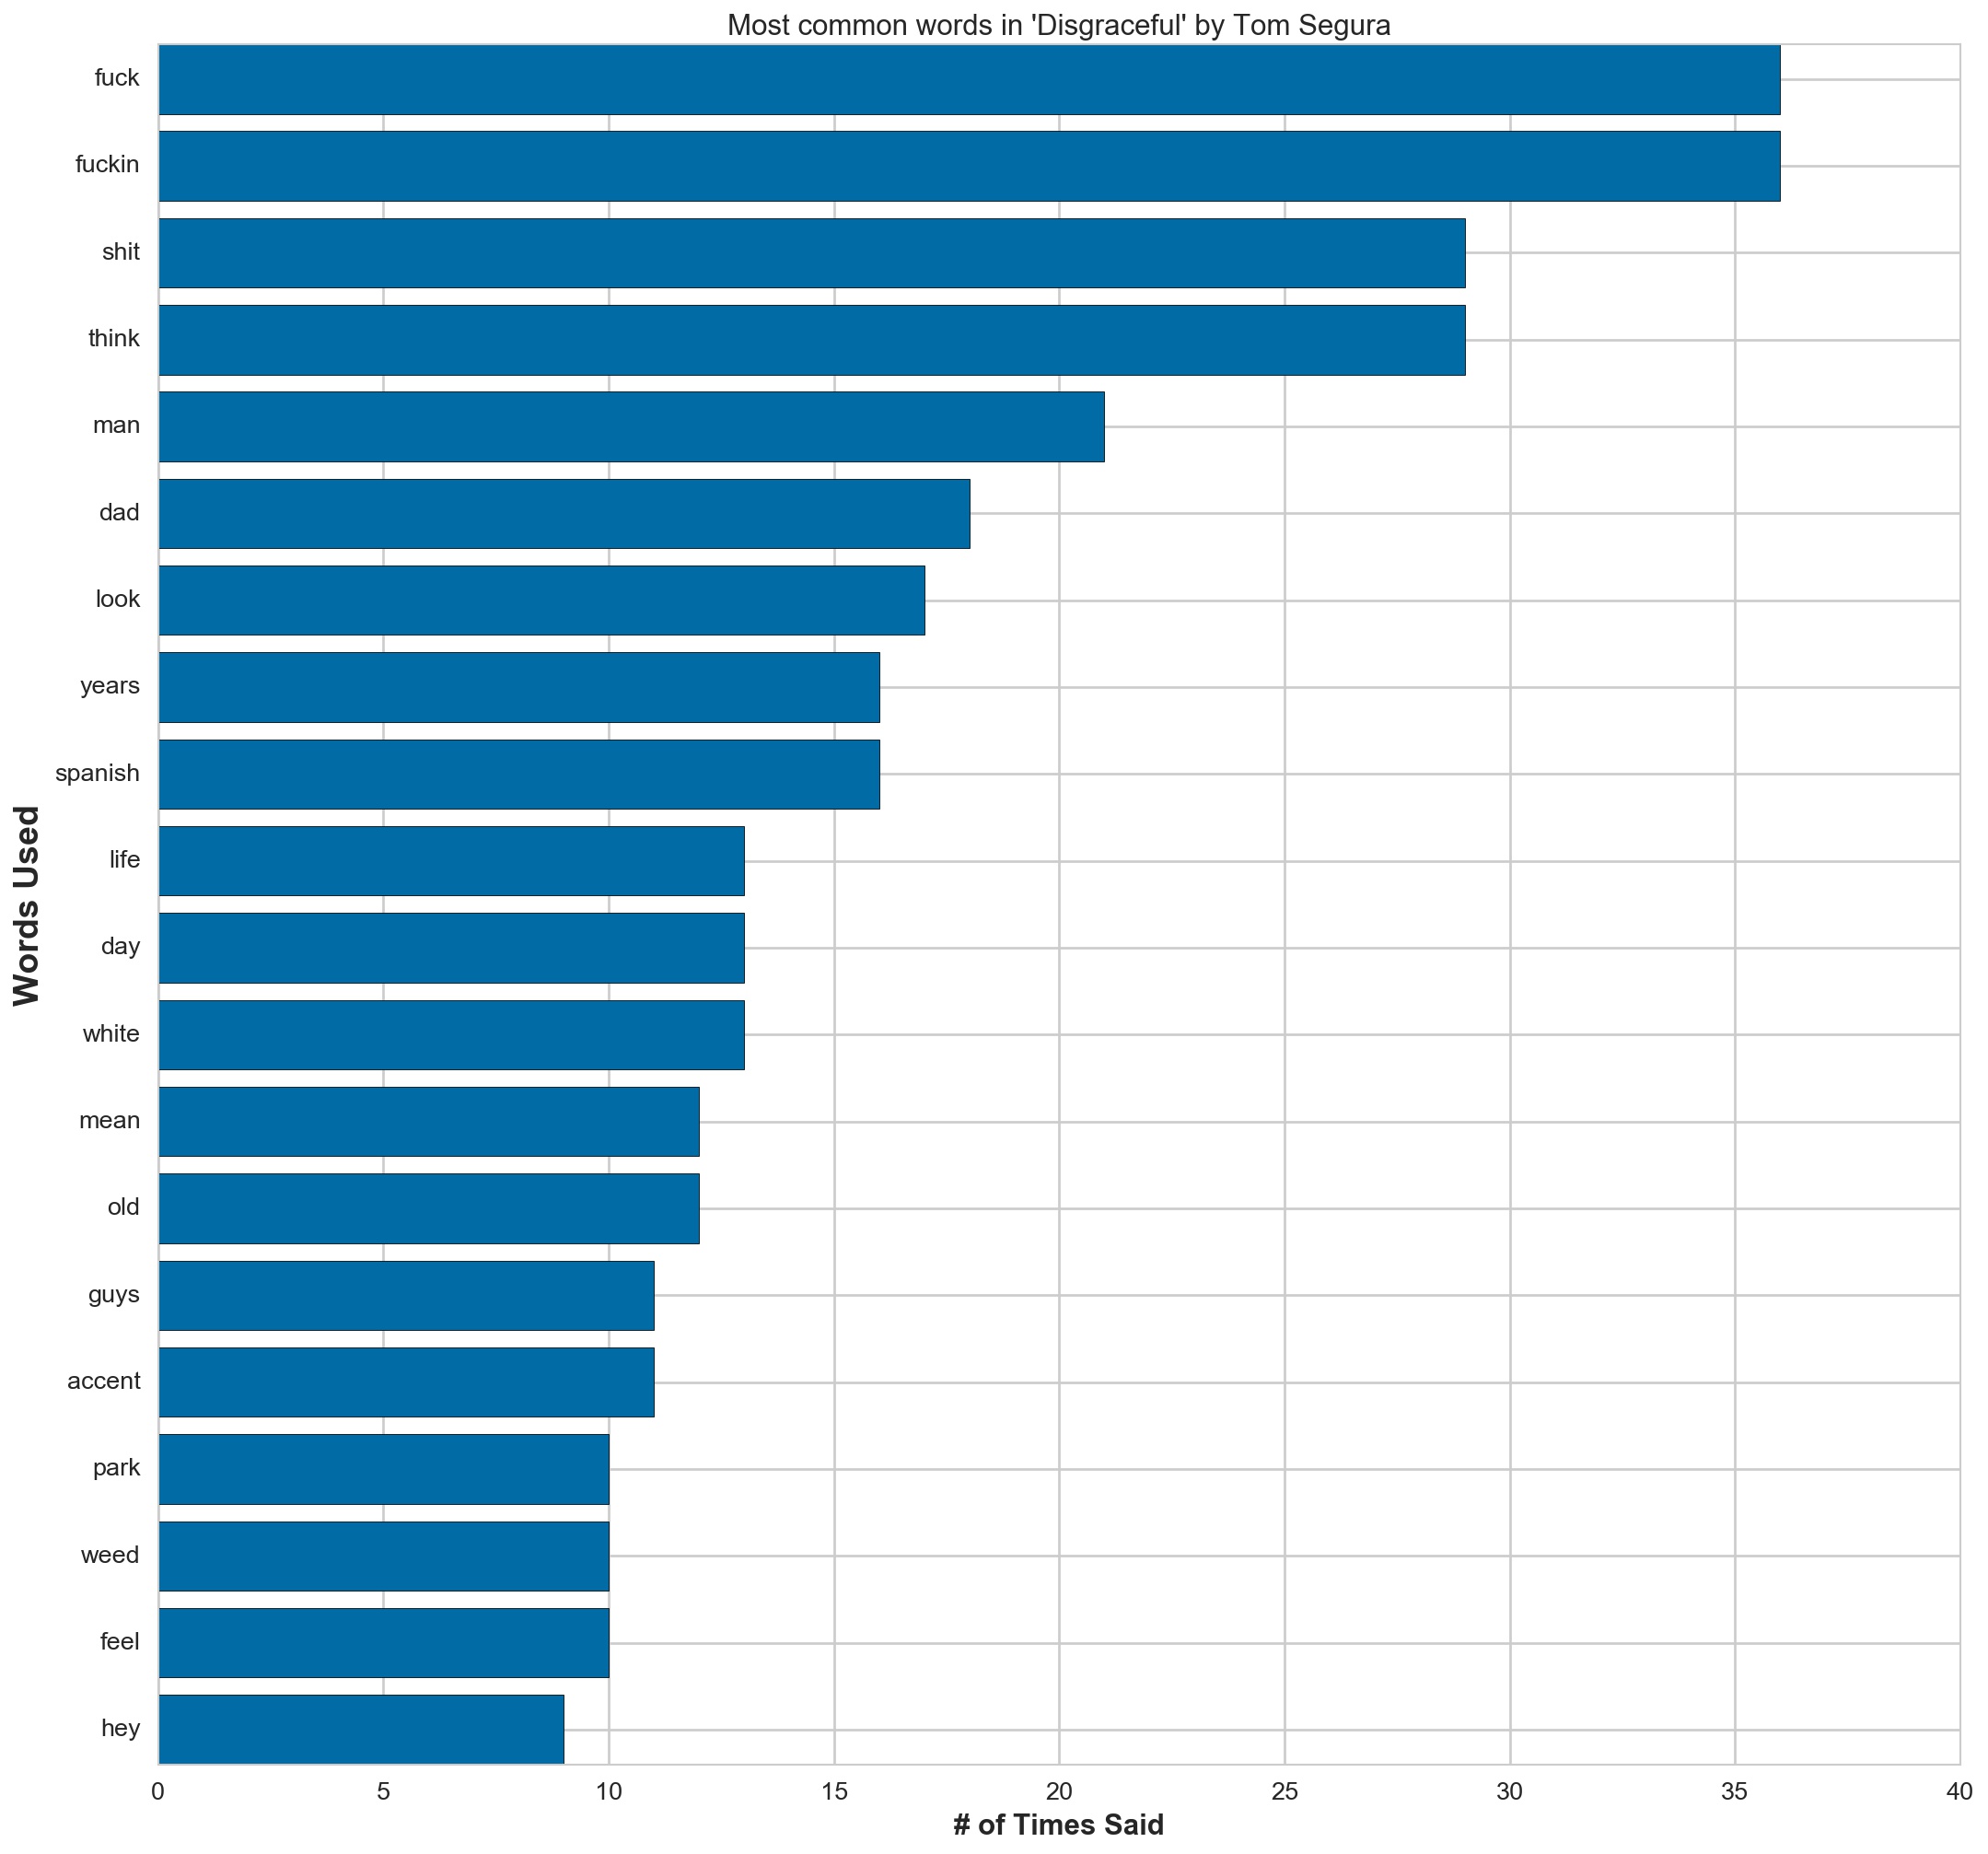 Most common words in 'Disgraceful' by Tom Segura
fuck
fuckin
shit
think
man
dad
look
years
spanish
life
day
white
mean
old
guys
accent
park
weed
feel
hey
Words Used
0 5 10 15 20 25 30 35 40
# of Times Said